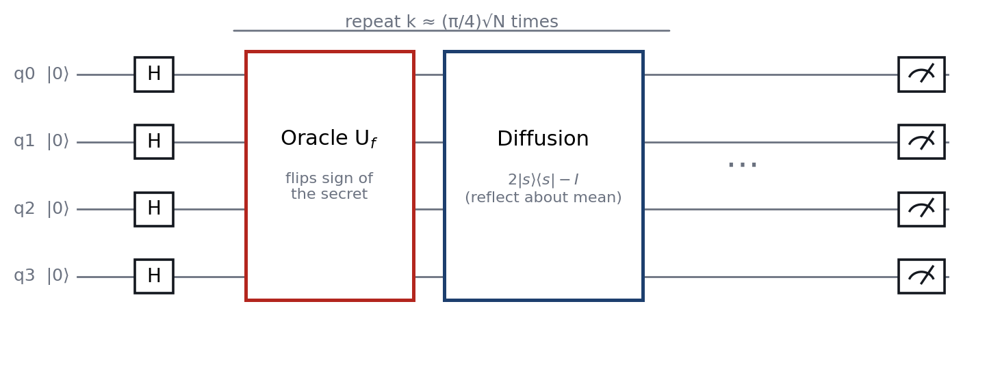 repeat k ≈ (π/4)√N times
q0 |0⟩ H
q1 |0⟩ H
q2 |0⟩ H
q3 |0⟩ H
Oracle U_f
flips sign of
the secret
Diffusion
2|s⟩⟨s| − I
(reflect about mean)
...